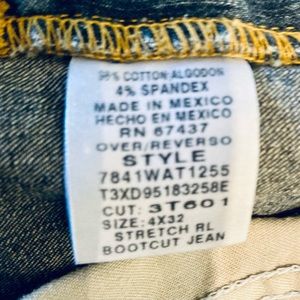 96% COTTON-ALGODON
4% SPANDEX
MADE IN MEXICO
HECHO EN MEXICO
RN 67437
OVER/REVERSO
STYLE
7841WAT1255
T3XD95183258E
CUT: 3T601
SIZE: 4X32
STRETCH RL
BOOTCUT JEAN